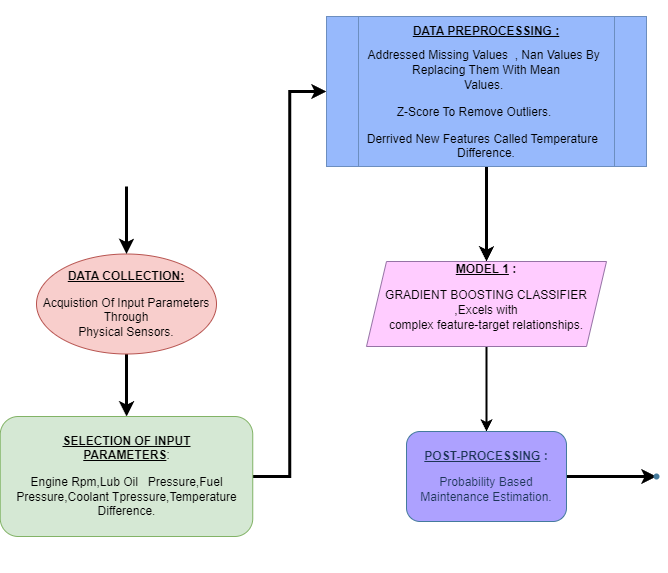 DATA COLLECTION:
Acquistion Of Input Parameters
Through
Physical Sensors.
SELECTION OF INPUT
PARAMETERS:
Engine Rpm,Lub Oil Pressure,Fuel
Pressure,Coolant Tpressure,Temperature
Difference.
DATA PREPROCESSING :
Addressed Missing Values , Nan Values By
Replacing Them With Mean
Values.
Z-Score To Remove Outliers.
Derrived New Features Called Temperature
Difference.
MODEL 1 :
GRADIENT BOOSTING CLASSIFIER
,Excels with
complex feature-target relationships.
POST-PROCESSING :
Probability Based
Maintenance Estimation.